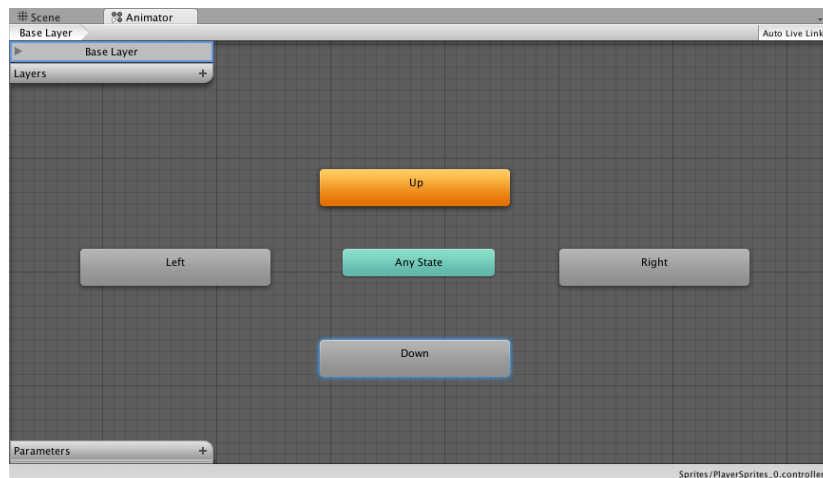 Scene Animator
Base Layer Auto Live Link
Base Layer
Layers +
Up
Left Any State Right
Down
Parameters +
Sprites/PlayerSprites_0.controller